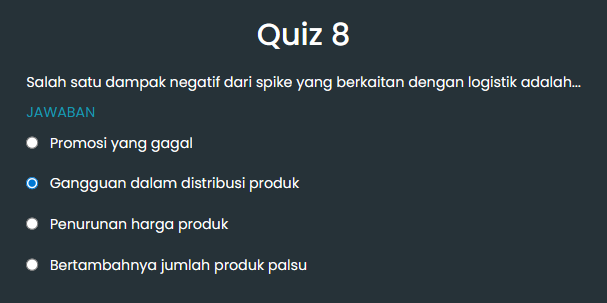 Quiz 8
Salah satu dampak negatif dari spike yang berkaitan dengan logistik adalah...
JAWABAN
Promosi yang gagal
Gangguan dalam distribusi produk
Penurunan harga produk
Bertambahnya jumlah produk palsu